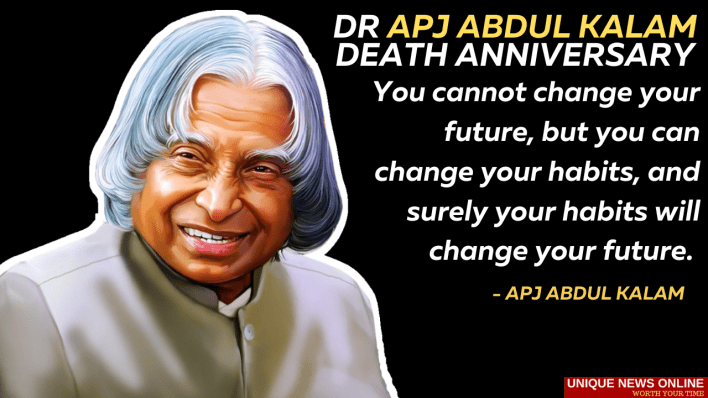 DR APJ ABDUL KALAM
DEATH ANNIVERSARY
You cannot change your
future, but you can
change your habits, and
surely your habits will
change your future.
- APJ ABDUL KALAM
UNIQUE NEWS ONLINE
WORTH YOUR TIME